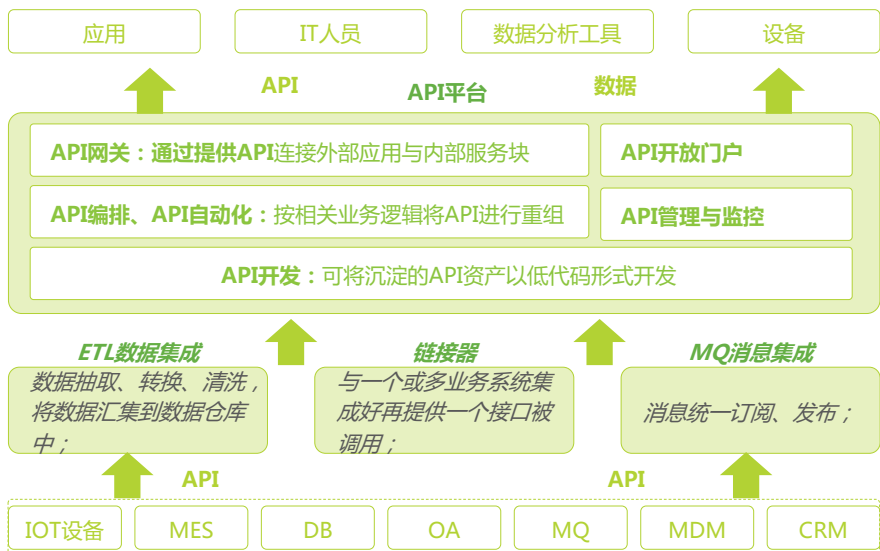 应用
IT人员
数据分析工具
设备
API
API平台
数据
API网关：通过提供API连接外部应用与内部服务块
API开放门户
API编排、API自动化：按相关业务逻辑将API进行重组
API管理与监控
API开发：可将沉淀的API资产以低代码形式开发
ETL数据集成
链接器
MQ消息集成
数据抽取、转换、清洗，
将数据汇集到数据仓库
中；
与一个或多业务系统集
成好再提供一个接口被
调用；
消息统一订阅、发布；
API
API
IOT设备
MES
DB
OA
MQ
MDM
CRM